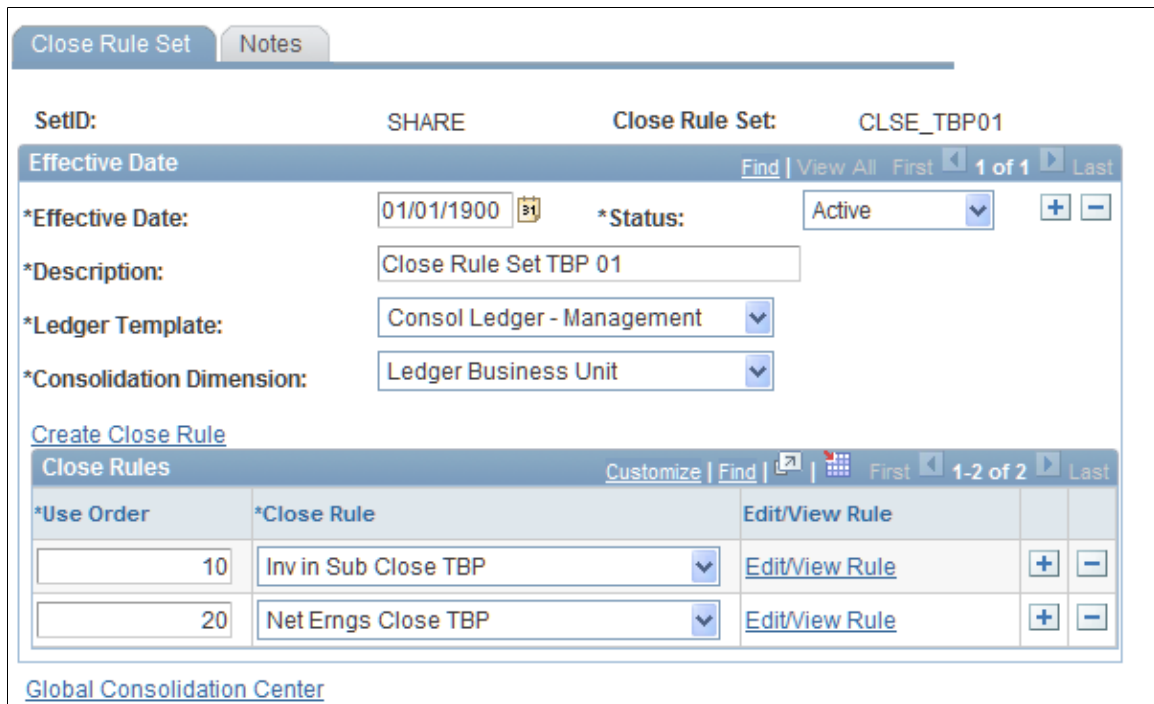 Close Rule Set Notes
SetID: SHARE Close Rule Set: CLSE_TBP01
Effective Date Find | View All First 1 of 1 Last
*Effective Date: 01/01/1900 31 *Status: Active + -
*Description: Close Rule Set TBP 01
*Ledger Template: Consol Ledger - Management
*Consolidation Dimension: Ledger Business Unit
Create Close Rule
Close Rules Customize | Find | | First 1-2 of 2 Last
*Use Order *Close Rule Edit/View Rule
10 Inv in Sub Close TBP Edit/View Rule + -
20 Net Erngs Close TBP Edit/View Rule + -
Global Consolidation Center